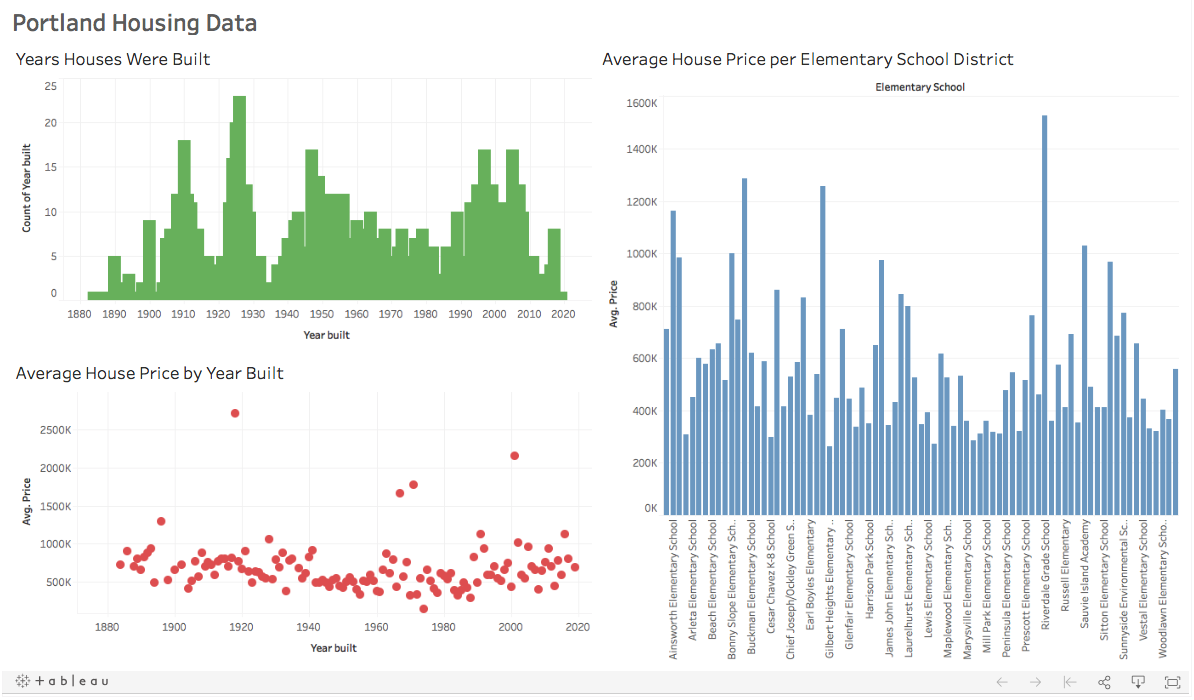 Portland Housing Data
Years Houses Were Built
25
20
15
10
5
0
Count of Year built
1880 1890 1900 1910 1920 1930 1940 1950 1960 1970 1980 1990 2000 2010 2020
Year built
Average House Price by Year Built
2500K
2000K
1500K
1000K
500K
Avg. Price
1880 1900 1920 1940 1960 1980 2000 2020
Year built
Average House Price per Elementary School District
Elementary School
1600K
1400K
1200K
1000K
800K
600K
400K
200K
0K
Avg. Price
Ainsworth Elementary School
Arleta Elementary School
Beach Elementary School
Bonny Slope Elementary Sch..
Buckman Elementary School
Cesar Chavez K-8 School
Chief Joseph/Ockley Green S..
Earl Boyles Elementary
Gilbert Heights Elementary ..
Glenfair Elementary School
Harrison Park School
James John Elementary Sch..
Laurelhurst Elementary Sch..
Lewis Elementary School
Maplewood Elementary Sch..
Marysville Elementary School
Mill Park Elementary School
Peninsula Elementary School
Prescott Elementary School
Riverdale Grade School
Russell Elementary
Sauvie Island Academy
Sitton Elementary School
Sunnyside Environmental Sc..
Vestal Elementary School
Woodlawn Elementary Scho..
+ a b l e a u